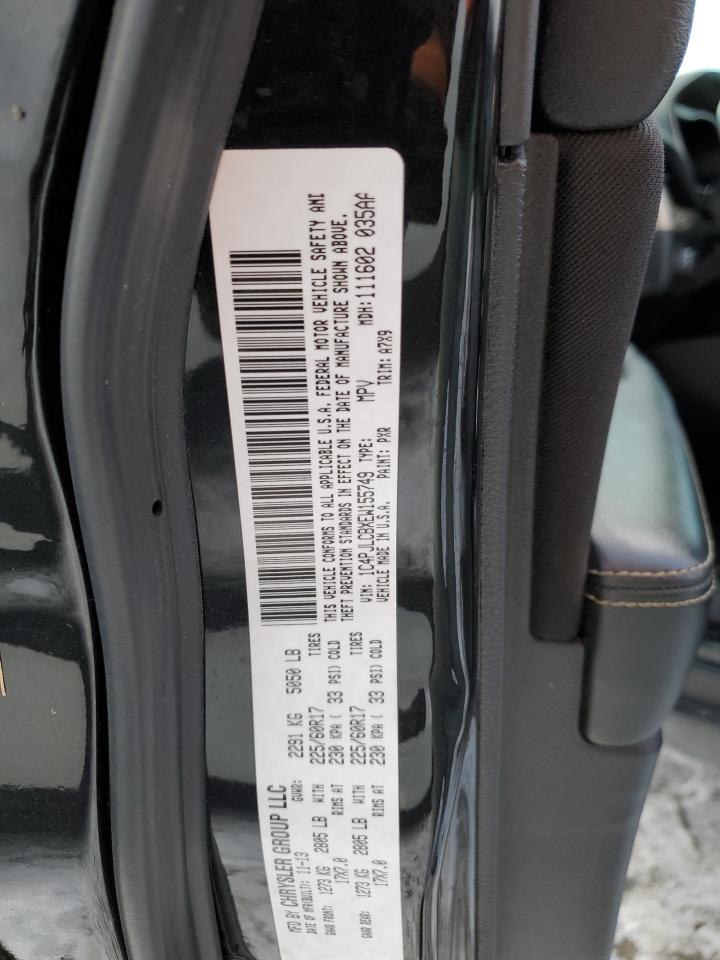 MFD BY CHRYSLER GROUP LLC
DATE OF MFR(BUILT): 11-13 GVWR: 2291 KG 5050 LB
GAWR FRONT: 1273 KG 2805 LB WITH 225/60R17 TIRES
17X7.0 RIMS AT 230 KPA ( 33 PSI) COLD
GAWR REAR: 1273 KG 2805 LB WITH 225/60R17 TIRES
17X7.0 RIMS AT 230 KPA ( 33 PSI) COLD
THIS VEHICLE CONFORMS TO ALL APPLICABLE U.S.A. FEDERAL MOTOR VEHICLE SAFETY AND
THEFT PREVENTION STANDARDS IN EFFECT ON THE DATE OF MANUFACTURE SHOWN ABOVE.
VIN: 1C4PJLCBXEW155749 TYPE: MPV MDH:111602 035AF
VEHICLE MADE IN U.S.A. PAINT: PXR TRIM: A7X9